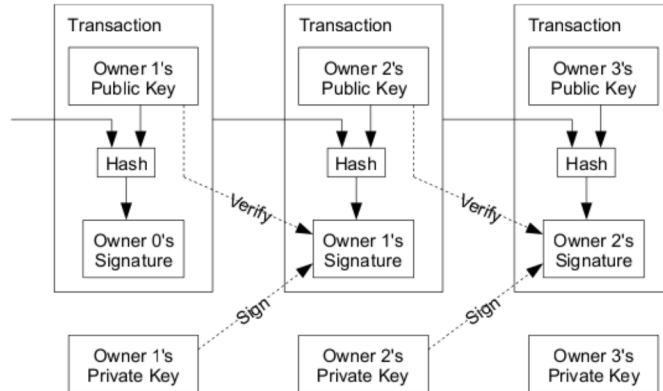 Transaction
Owner 1's
Public Key
Hash
Owner 0's
Signature
Transaction
Owner 2's
Public Key
Hash
Verify
Owner 1's
Signature
Transaction
Owner 3's
Public Key
Hash
Verify
Owner 2's
Signature
Owner 1's
Private Key
Sign
Owner 2's
Private Key
Sign
Owner 3's
Private Key